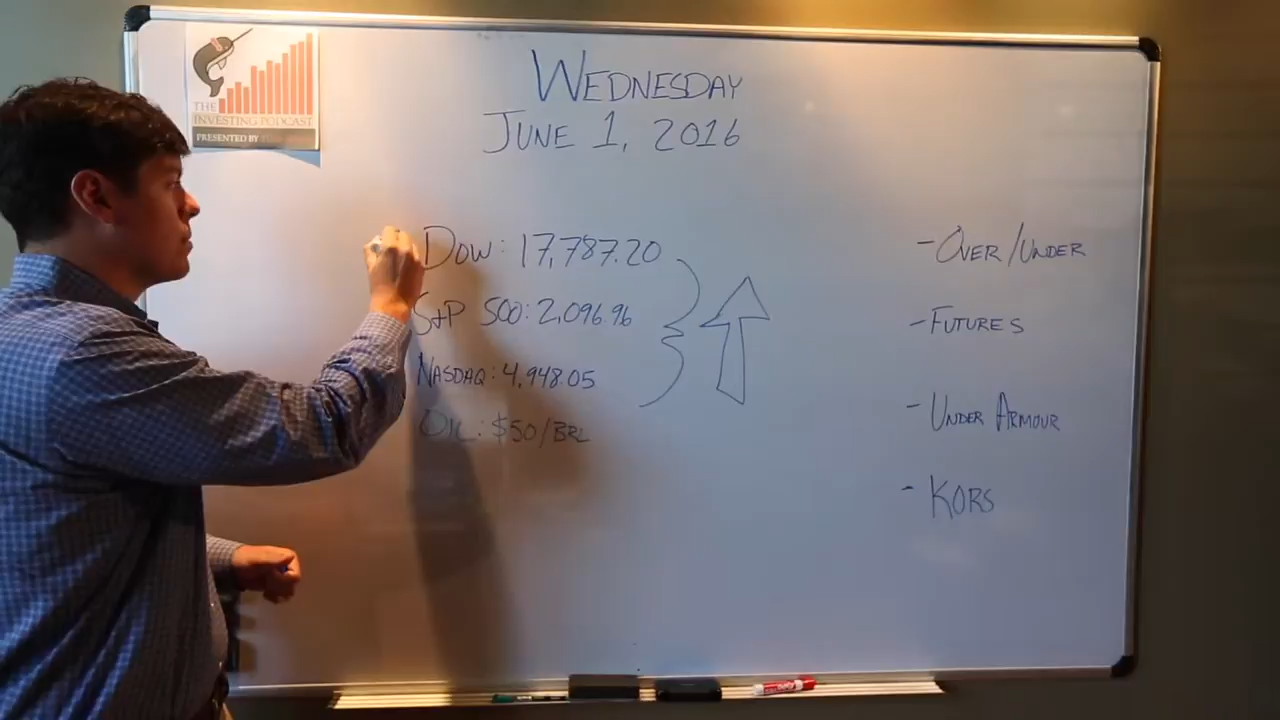 THE
INVESTING PODCAST
PRESENTED BY
WEDNESDAY
JUNE 1, 2016
DOW: 17,787.20
S+P 500: 2,096.96
NASDAQ: 4,948.05
OIL: $50/BRL
- OVER/UNDER
- FUTURES
- UNDER ARMOUR
- KORS